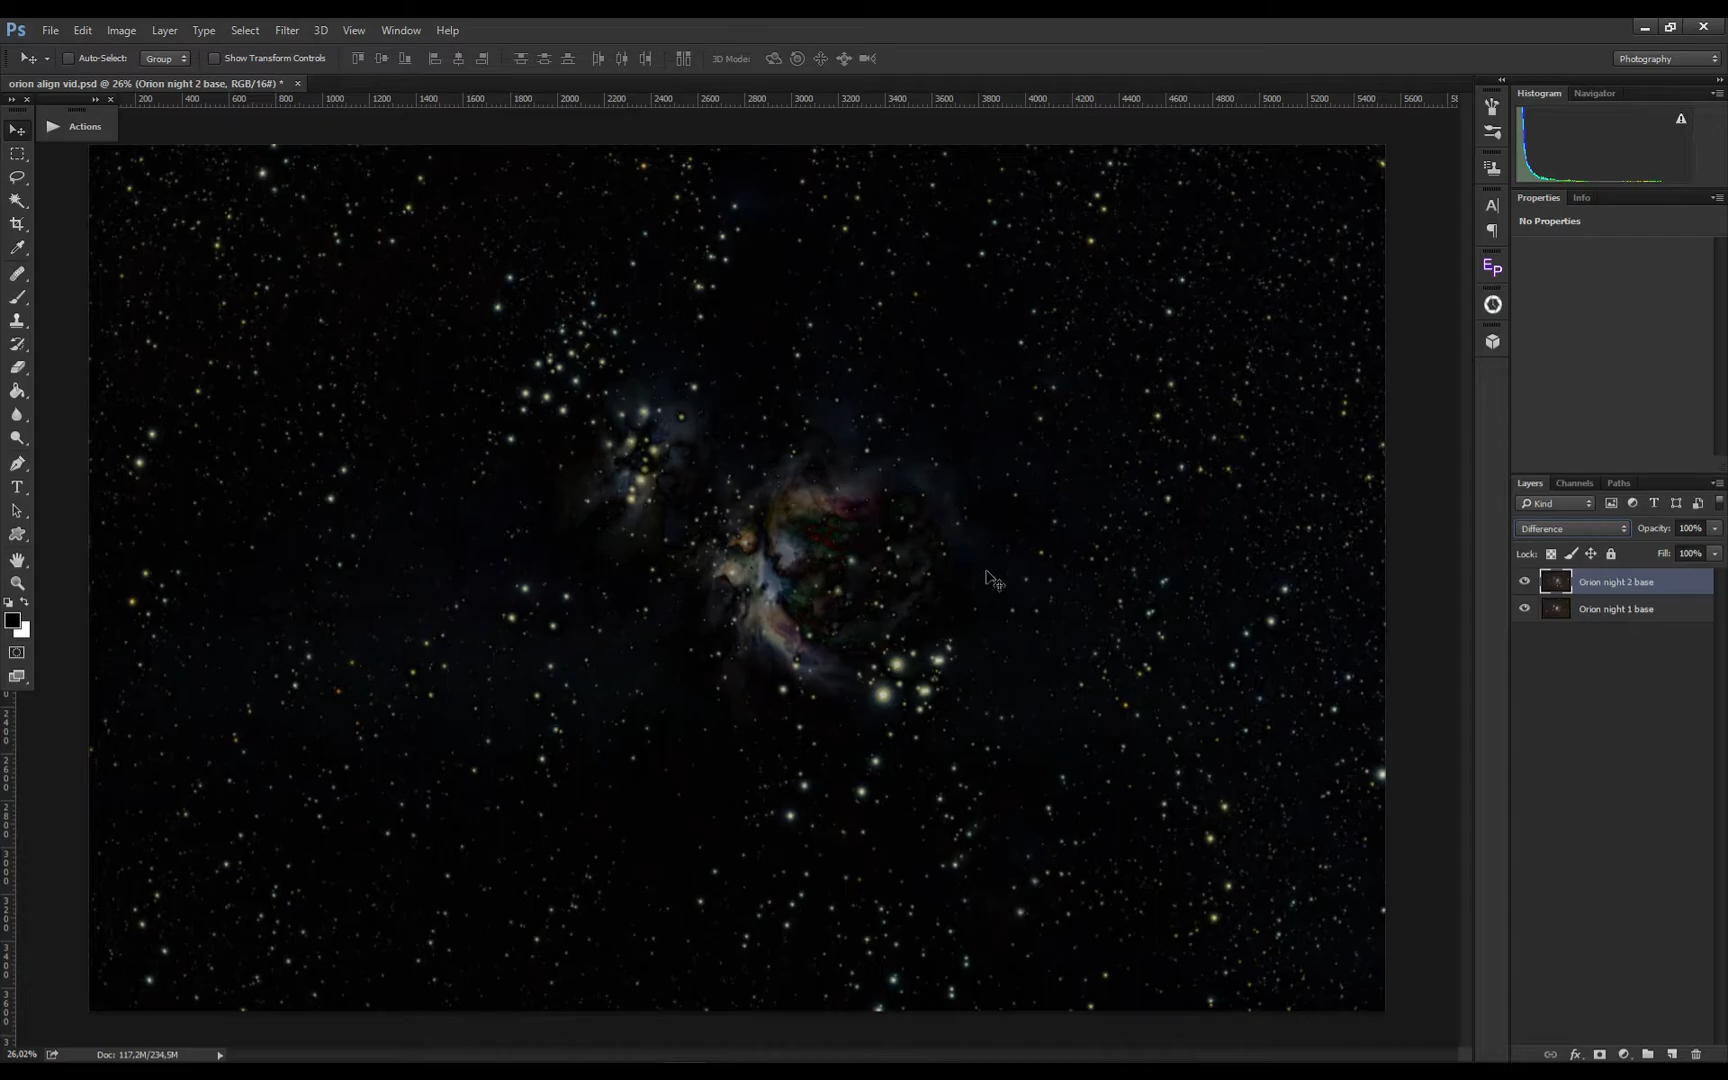 Ps File Edit Image Layer Type Select Filter 3D View Window Help
Auto-Select: Group Show Transform Controls 3D Mode: Photography
orion align vid.psd @ 26% (Orion night 2 base, RGB/16#) * ×
200 400 600 800 1000 1200 1400 1600 1800 2000 2200 2400 2600 2800 3000 3200 3400 3600 3800 4000 4200 4400 4600 4800 5000 5200 5400 5600
Actions
Histogram Navigator
Properties Info
No Properties
Layers Channels Paths
Kind
Difference Opacity: 100%
Lock: Fill: 100%
Orion night 2 base
Orion night 1 base
26,02% Doc: 117,2M/234,5M